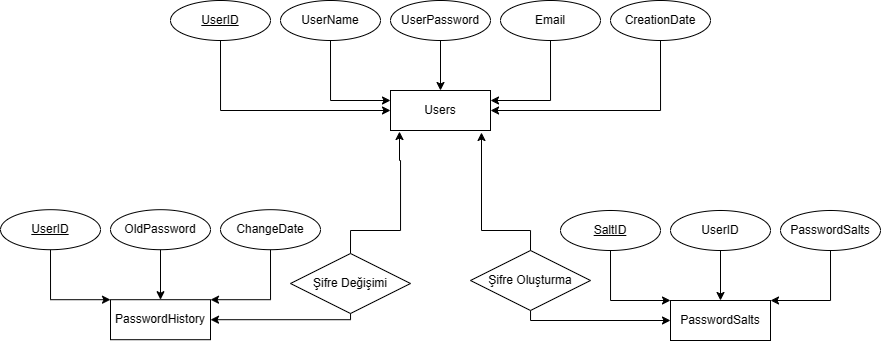 UserID
UserName
UserPassword
Email
CreationDate
Users
UserID
OldPassword
ChangeDate
SaltID
UserID
PasswordSalts
Şifre Değişimi
Şifre Oluşturma
PasswordHistory
PasswordSalts